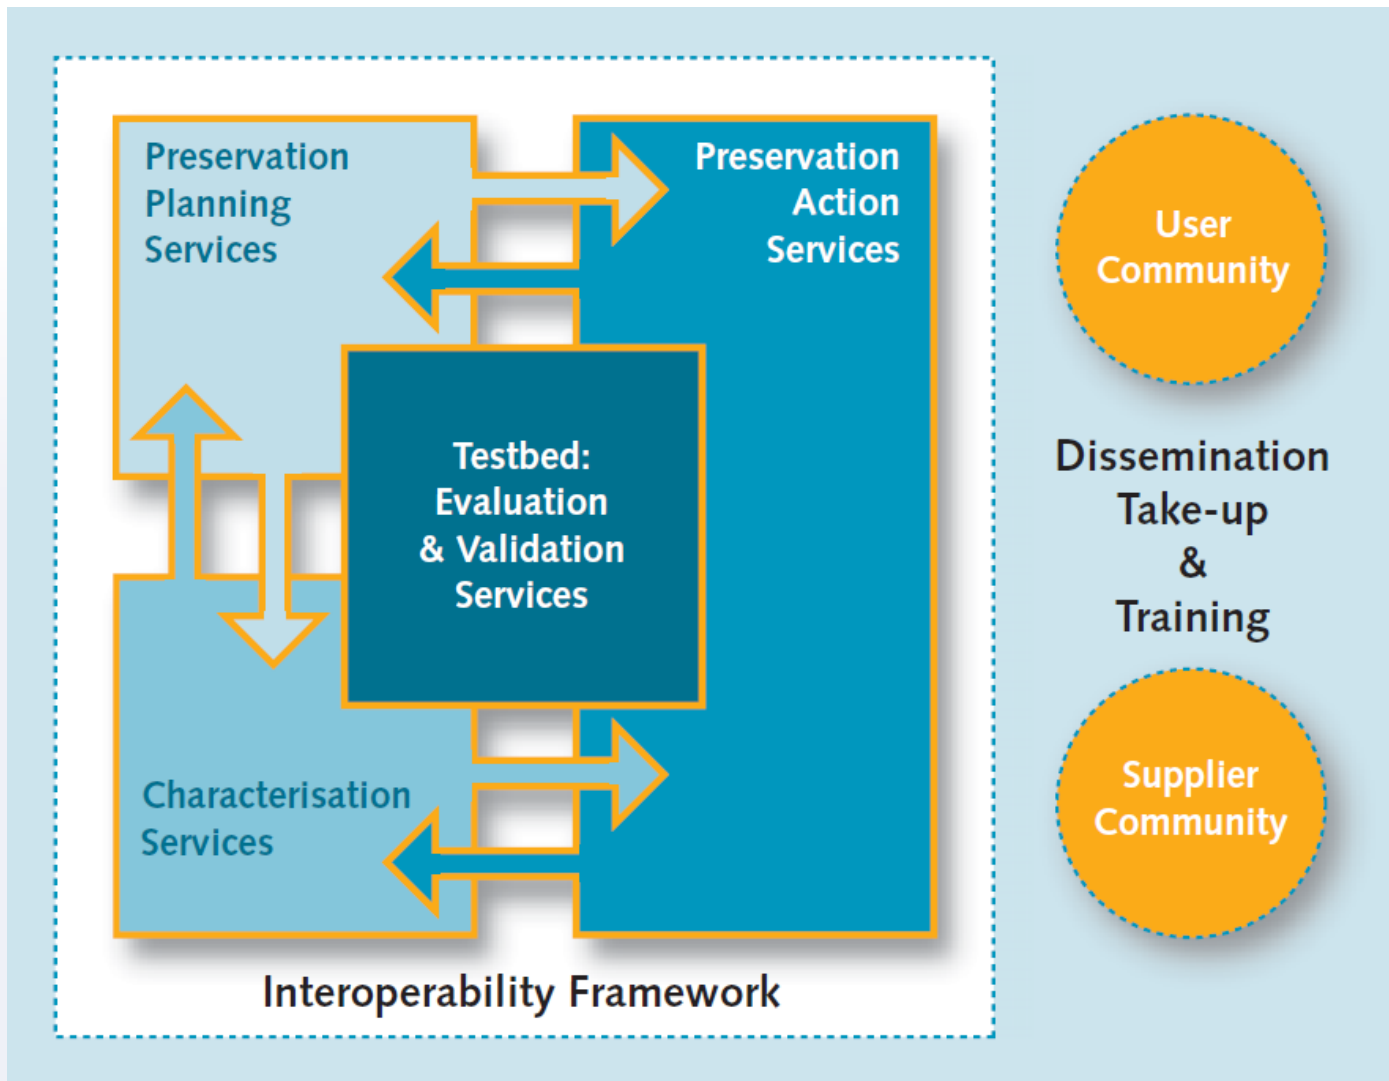 Preservation
Planning
Services
Preservation
Action
Services
Testbed:
Evaluation
& Validation
Services
Characterisation
Services
Interoperability Framework
User
Community
Dissemination
Take-up
&
Training
Supplier
Community